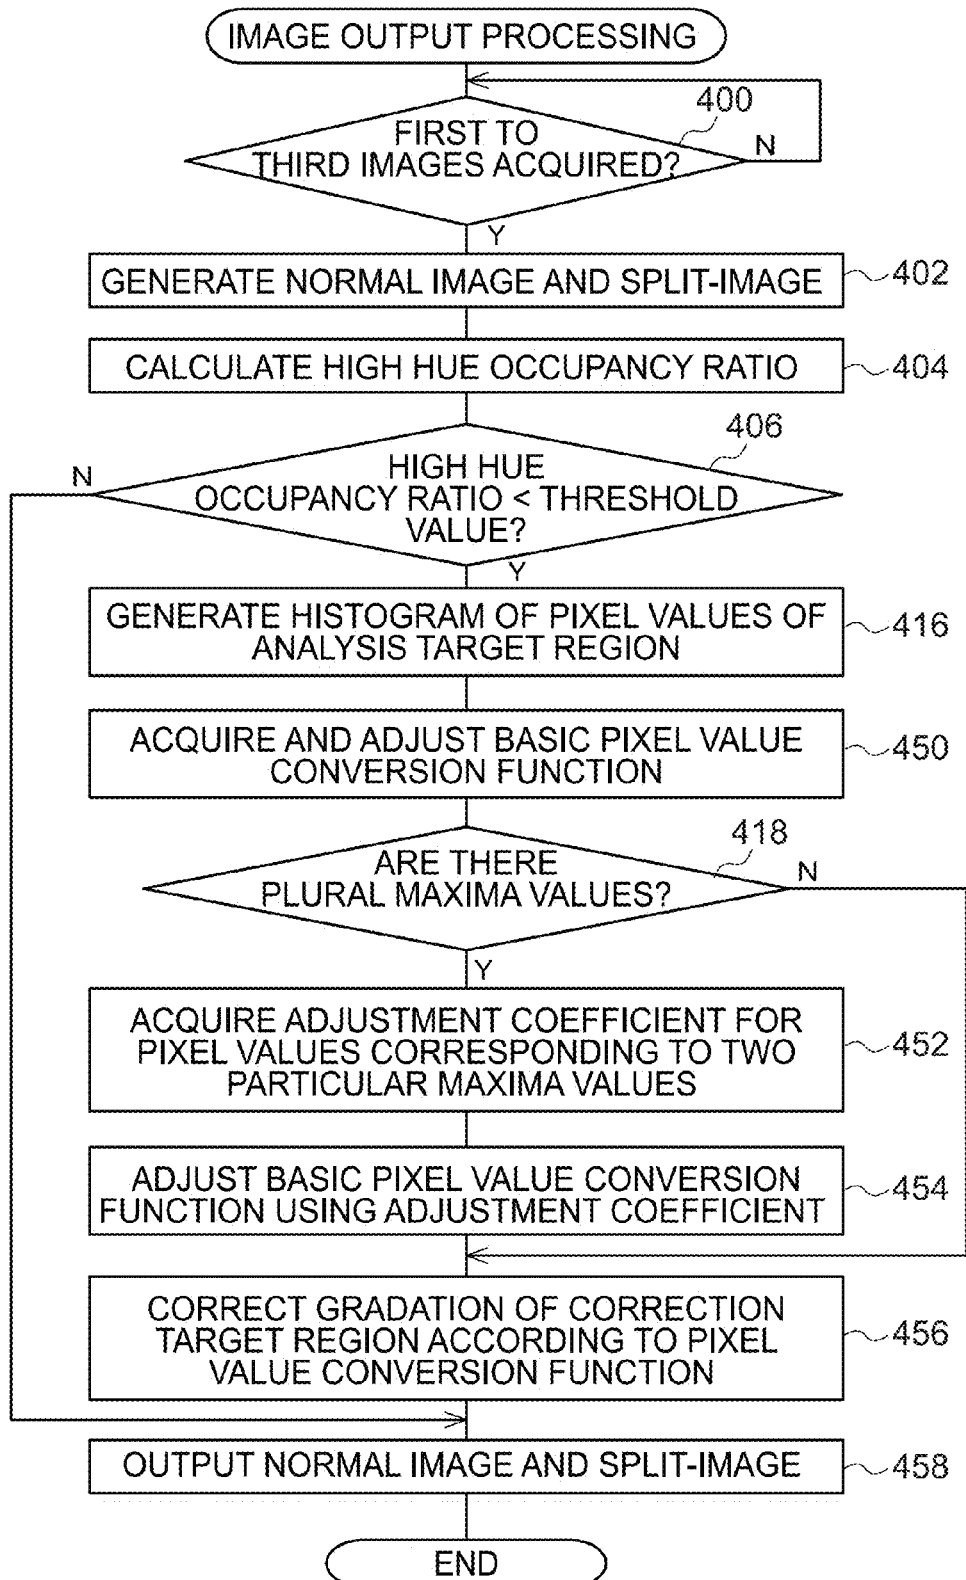 IMAGE OUTPUT PROCESSING
400
FIRST TO
THIRD IMAGES ACQUIRED?
N
Y
GENERATE NORMAL IMAGE AND SPLIT-IMAGE
402
CALCULATE HIGH HUE OCCUPANCY RATIO
404
406
N
HIGH HUE
OCCUPANCY RATIO < THRESHOLD
VALUE?
Y
GENERATE HISTOGRAM OF PIXEL VALUES OF
ANALYSIS TARGET REGION
416
ACQUIRE AND ADJUST BASIC PIXEL VALUE
CONVERSION FUNCTION
450
418
ARE THERE
PLURAL MAXIMA VALUES?
N
Y
ACQUIRE ADJUSTMENT COEFFICIENT FOR
PIXEL VALUES CORRESPONDING TO TWO
PARTICULAR MAXIMA VALUES
452
ADJUST BASIC PIXEL VALUE CONVERSION
FUNCTION USING ADJUSTMENT COEFFICIENT
454
CORRECT GRADATION OF CORRECTION
TARGET REGION ACCORDING TO PIXEL
VALUE CONVERSION FUNCTION
456
OUTPUT NORMAL IMAGE AND SPLIT-IMAGE
458
END